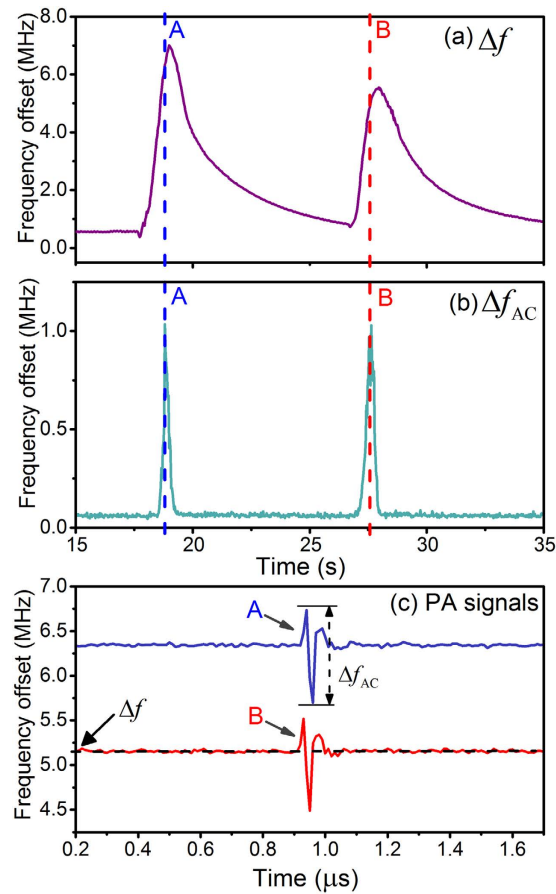 8.0
6.0
4.0
2.0
0.0
Frequency offset (MHz)
A
B
(a) Δf
1.0
0.5
0.0
Frequency offset (MHz)
A
B
(b) Δf_AC
15 20 25 30 35
Time (s)
7.0
6.5
6.0
5.5
5.0
4.5
Frequency offset (MHz)
(c) PA signals
A
Δf_AC
Δf
B
0.2 0.4 0.6 0.8 1.0 1.2 1.4 1.6
Time (μs)